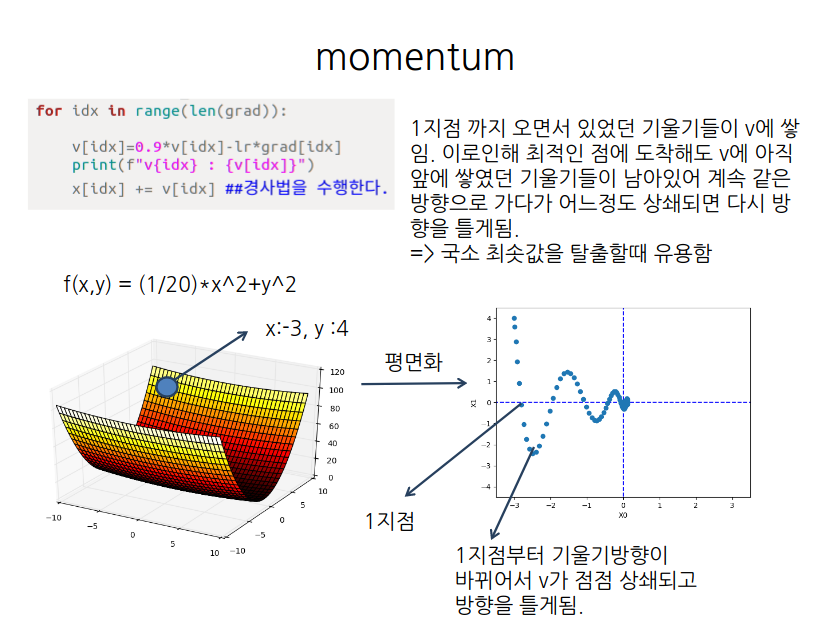 momentum
for idx in range(len(grad)):
v[idx]=0.9*v[idx]-lr*grad[idx]
print(f"v{idx} : {v[idx]}")
x[idx] += v[idx] ##경사법을 수행한다.
1지점 까지 오면서 있었던 기울기들이 v에 쌓
임. 이로인해 최적인 점에 도착해도 v에 아직
앞에 쌓였던 기울기들이 남아있어 계속 같은
방향으로 가다가 어느정도 상쇄되면 다시 방
향을 틀게됨.
=> 국소 최솟값을 탈출할때 유용함
f(x,y) = (1/20)*x^2+y^2
x:-3, y :4
평면화
120
100
80
60
40
20
0
10
5
0
-5
-10
-10
-5
0
5
10
4
3
2
1
0
-1
-2
-3
-4
X1
-3 -2 -1 0 1 2 3
X0
1지점
1지점부터 기울기방향이
바뀌어서 v가 점점 상쇄되고
방향을 틀게됨.